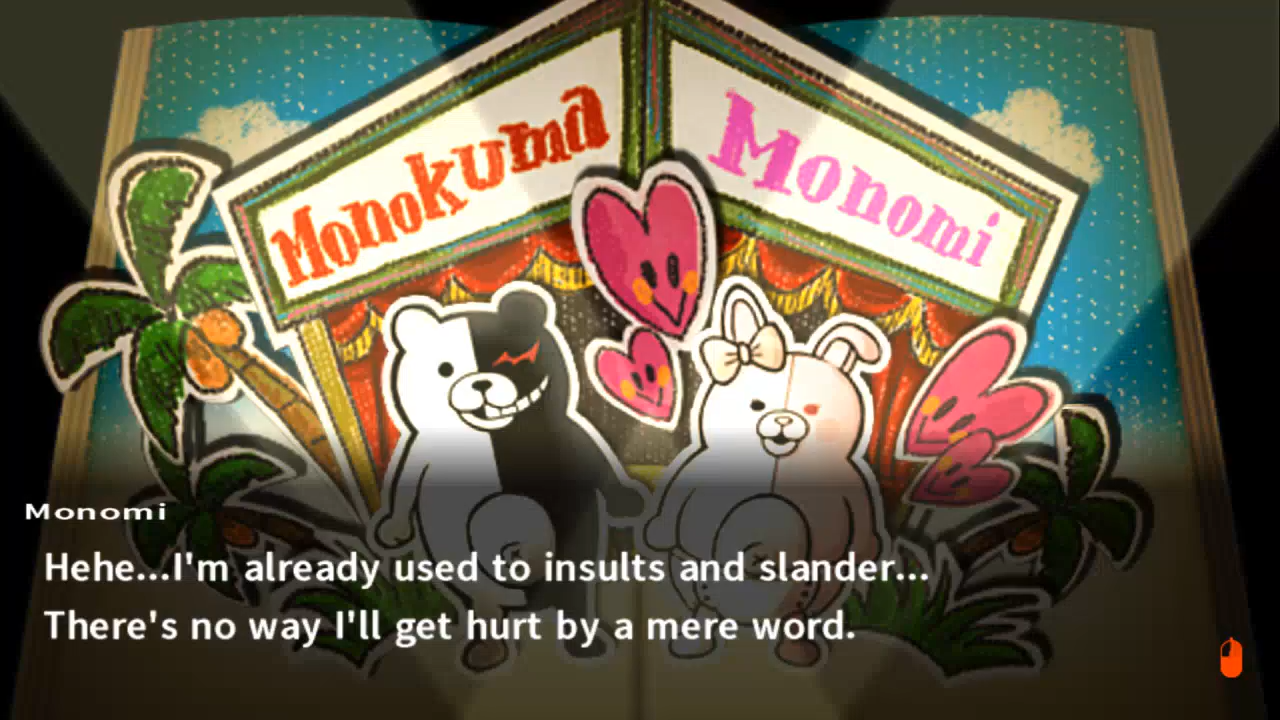 Monokuma
Monomi
Monomi
Hehe...I'm already used to insults and slander...
There's no way I'll get hurt by a mere word.